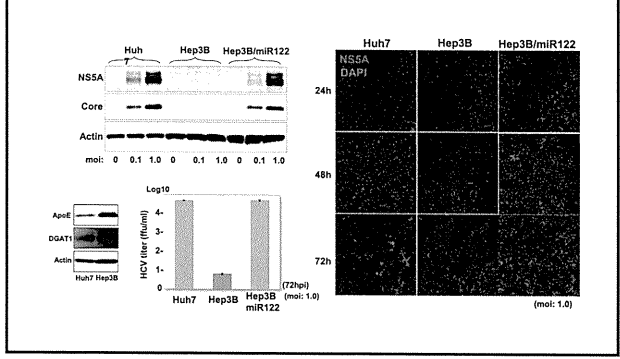 Huh7 Hep3B Hep3B/miR122
NS5A
Core
Actin
moi: 0 0.1 1.0 0 0.1 1.0 0 0.1 1.0
ApoE
DGAT1
Actin
Huh7 Hep3B
Log10
HCV titer (ffu/ml)
4-
3-
2-
1-
0
Huh7 Hep3B Hep3B miR122
(72hpi)
(moi: 1.0)
Huh7 Hep3B Hep3B/miR122
NS5A
DAPI
24h
48h
72h
(moi: 1.0)